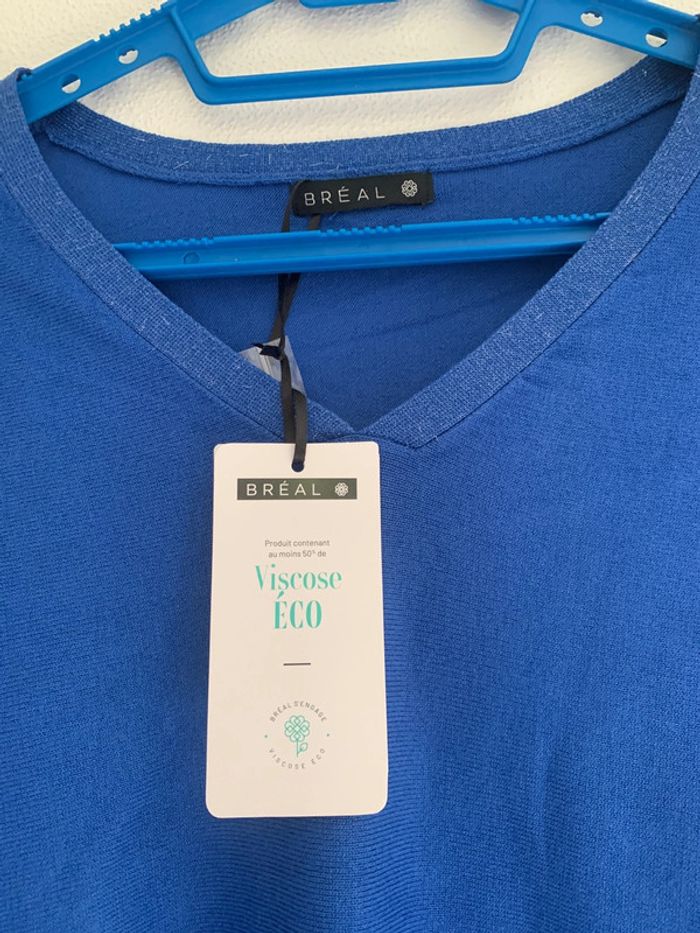 BRÉAL
BRÉAL
Produit contenant
au moins 50% de
Viscose
ÉCO
BRÉAL S'ENGAGE
VISCOSE ÉCO